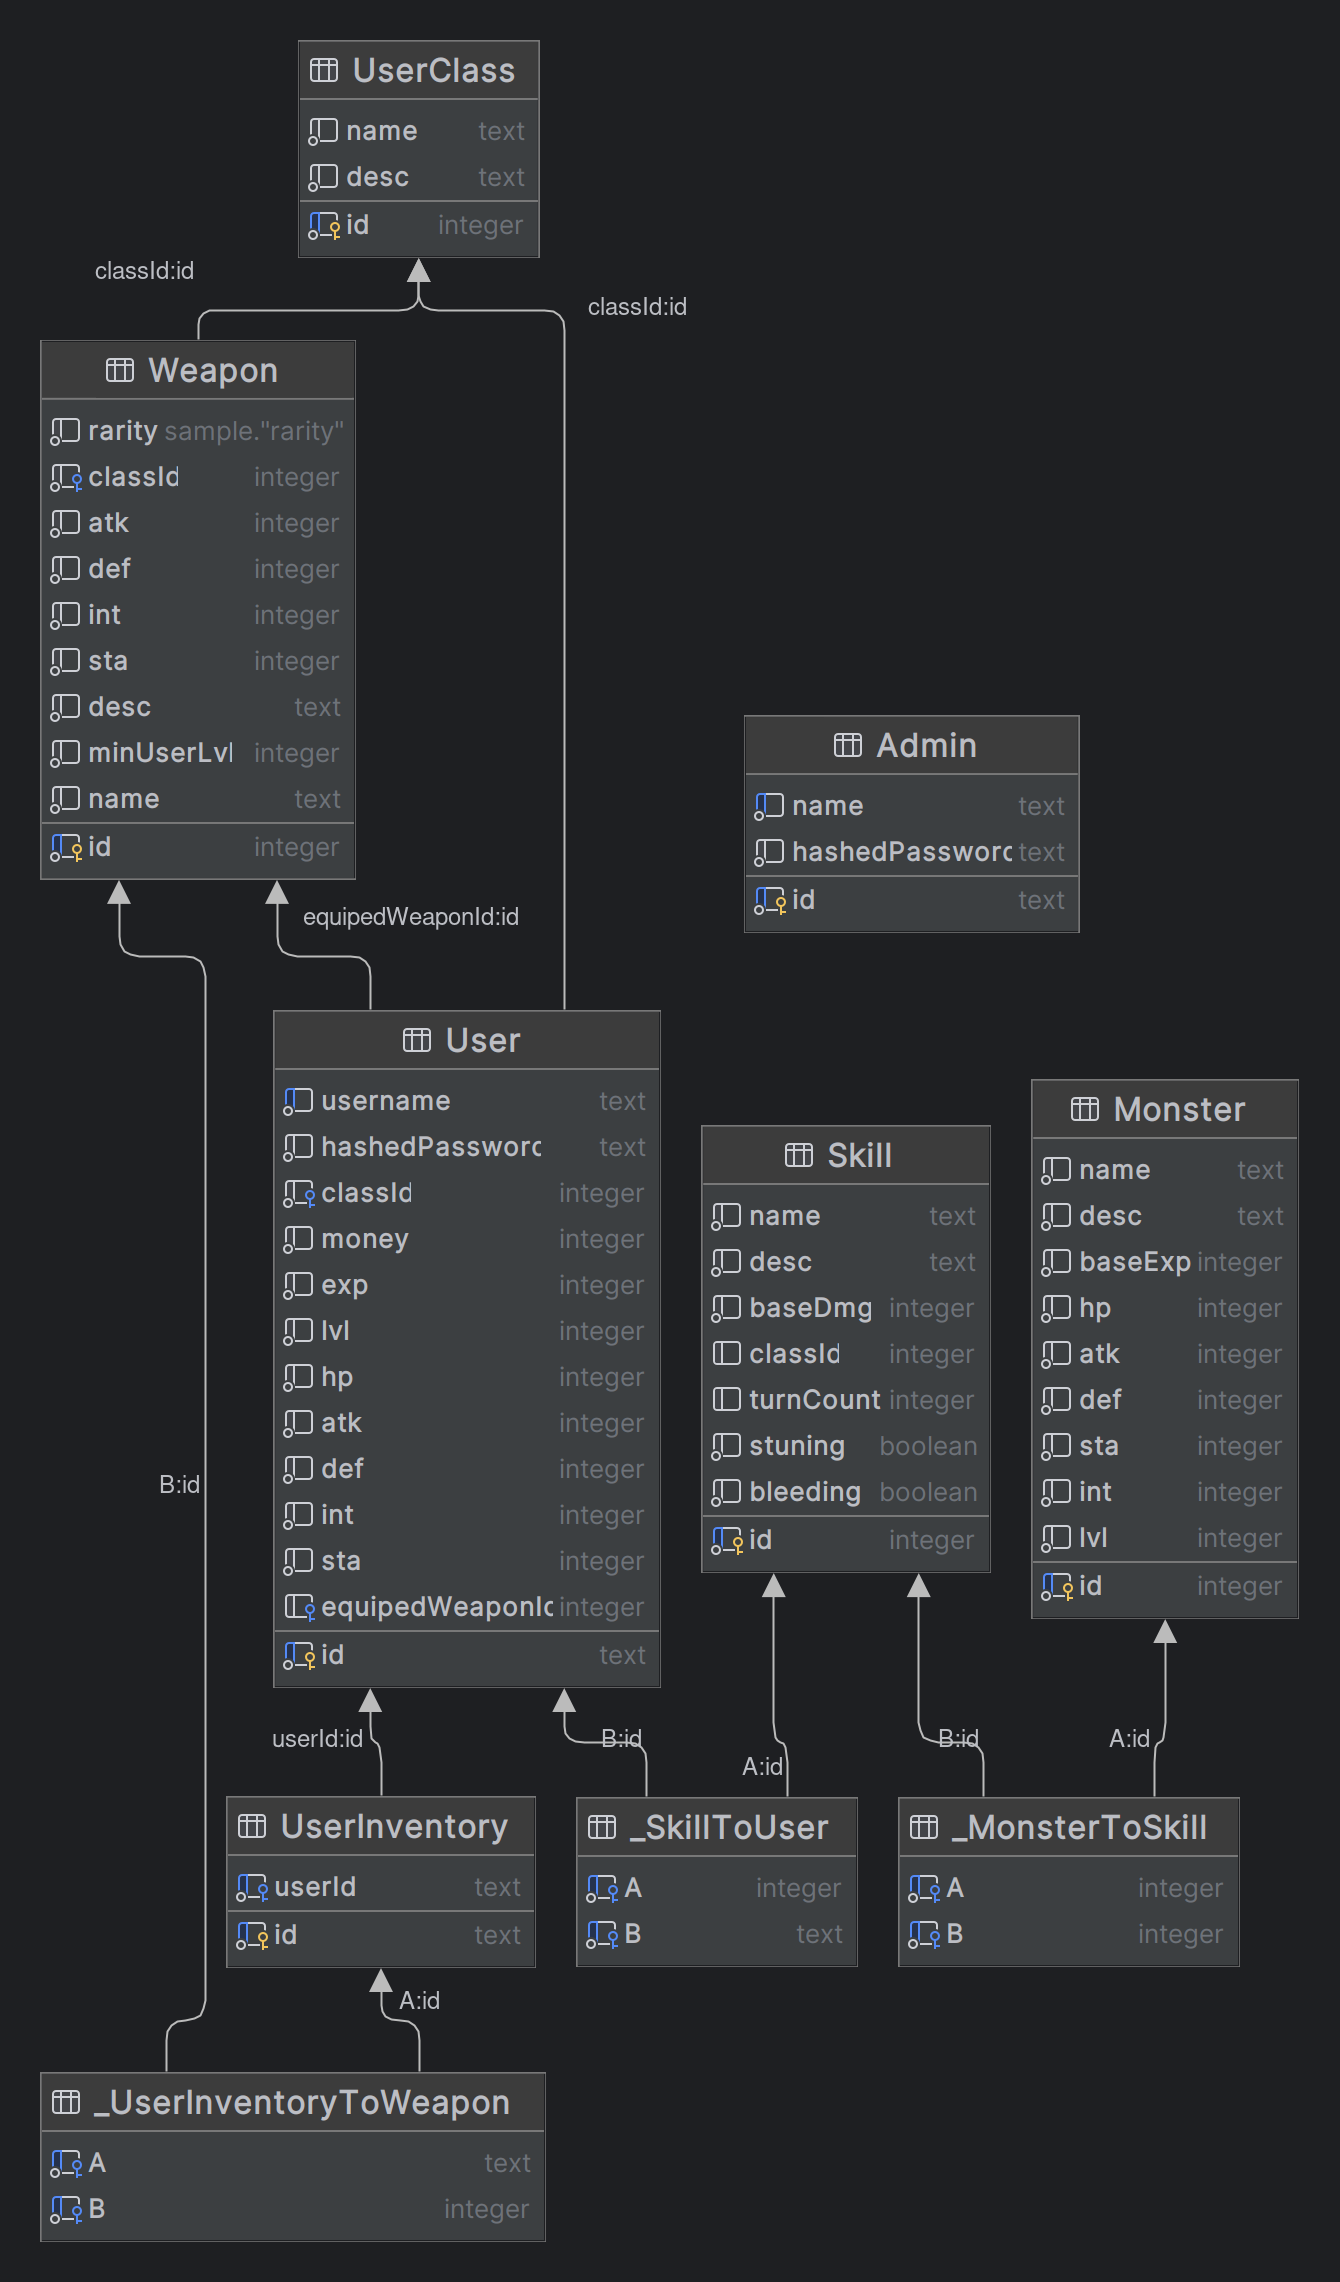 UserClass
name text
desc text
id integer
classId:id
classId:id
Weapon
rarity sample."rarity"
classId integer
atk integer
def integer
int integer
sta integer
desc text
minUserLvl integer
name text
id integer
Admin
name text
hashedPassword text
id text
equipedWeaponId:id
User
username text
hashedPassword text
classId integer
money integer
exp integer
lvl integer
hp integer
atk integer
def integer
int integer
sta integer
equipedWeaponId integer
id text
Skill
name text
desc text
baseDmg integer
classId integer
turnCount integer
stuning boolean
bleeding boolean
id integer
Monster
name text
desc text
baseExp integer
hp integer
atk integer
def integer
sta integer
int integer
lvl integer
id integer
B:id
userId:id
B:id
A:id
B:id
A:id
UserInventory
userId text
id text
_SkillToUser
A integer
B text
_MonsterToSkill
A integer
B integer
A:id
_UserInventoryToWeapon
A text
B integer